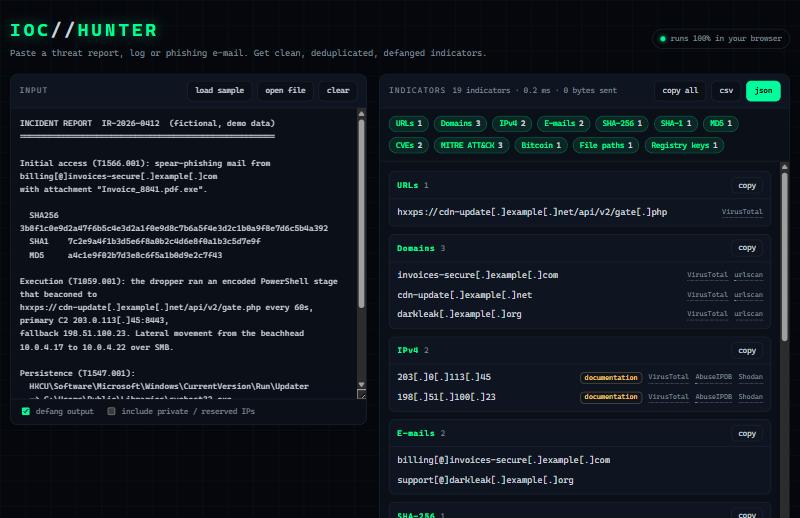 IOC//HUNTER
Paste a threat report, log or phishing e-mail. Get clean, deduplicated, defanged indicators.
runs 100% in your browser
INPUT
load sample
open file
clear
INCIDENT REPORT IR-2026-0412 (fictional, demo data)
Initial access (T1566.001): spear-phishing mail from
billing[@]invoices-secure[.]example[.]com
with attachment "Invoice_8841.pdf.exe".
SHA256
3b8f1c0e9d2a47f6b5c4e3d2a1f0e9d8c7b6a5f4e3d2c1b0a9f8e7d6c5b4a392
SHA1 7c2e9a4f1b3d5e6f8a0b2c4d6e8f0a1b3c5d7e9f
MD5 a4c1e9f02b7d3e8c6f5a1b0d9e2c7f43
Execution (T1059.001): the dropper ran an encoded PowerShell stage
that beaconed to
hxxps://cdn-update[.]example[.]net/api/v2/gate.php every 60s,
primary C2 203.0.113[.]45:8443,
fallback 198.51.100.23. Lateral movement from the beachhead
10.0.4.17 to 10.0.4.22 over SMB.
Persistence (T1547.001):
HKCU\Software\Microsoft\Windows\CurrentVersion\Run\Updater
defang output
include private / reserved IPs
INDICATORS 19 indicators · 0.2 ms · 0 bytes sent
copy all
csv
json
URLs 1 Domains 3 IPv4 2 E-mails 2 SHA-256 1 SHA-1 1 MD5 1
CVEs 2 MITRE ATT&CK 3 Bitcoin 1 File paths 1 Registry keys 1
URLs 1 copy
hxxps://cdn-update[.]example[.]net/api/v2/gate[.]php VirusTotal
Domains 3 copy
invoices-secure[.]example[.]com VirusTotal urlscan
cdn-update[.]example[.]net VirusTotal urlscan
darkleak[.]example[.]org VirusTotal urlscan
IPv4 2 copy
203[.]0[.]113[.]45 documentation VirusTotal AbuseIPDB Shodan
198[.]51[.]100[.]23 documentation VirusTotal AbuseIPDB Shodan
E-mails 2 copy
billing[@]invoices-secure[.]example[.]com
support[@]darkleak[.]example[.]org
SHA-256 1 copy